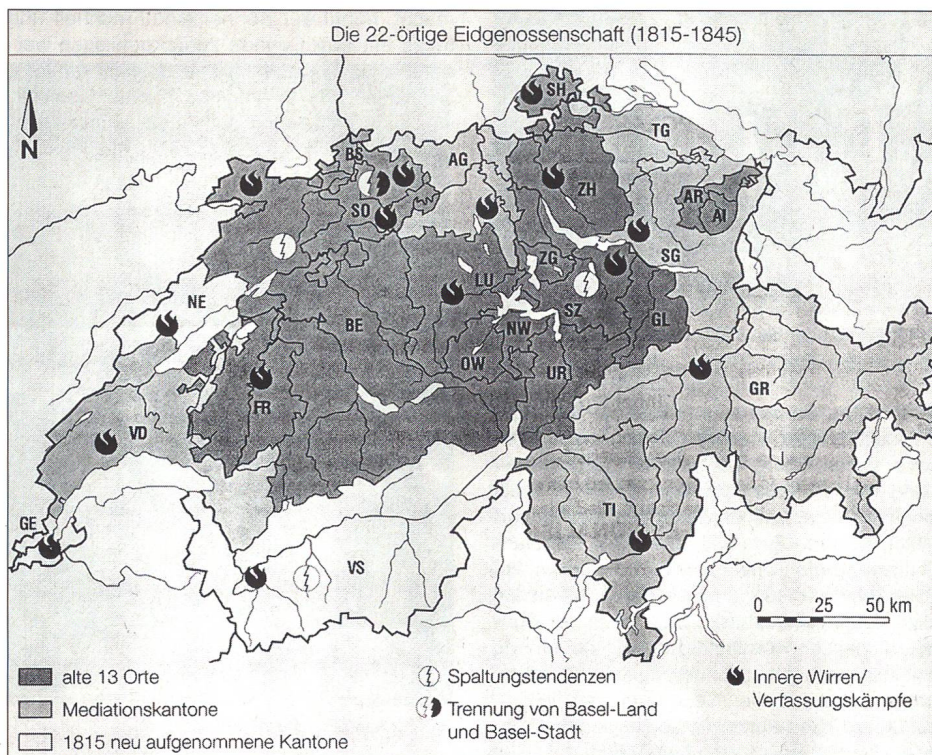 Die 22-örtige Eidgenossenschaft (1815-1845)
N
SH
TG
BS
AG
ZH
AR
AI
SO
SG
ZG
LU
NE
SZ
GL
BE
NW
OW
UR
GR
FR
VD
TI
GE
VS
0 25 50 km
alte 13 Orte
Mediationskantone
1815 neu aufgenommene Kantone
Spaltungstendenzen
Trennung von Basel-Land
und Basel-Stadt
Innere Wirren/
Verfassungskämpfe